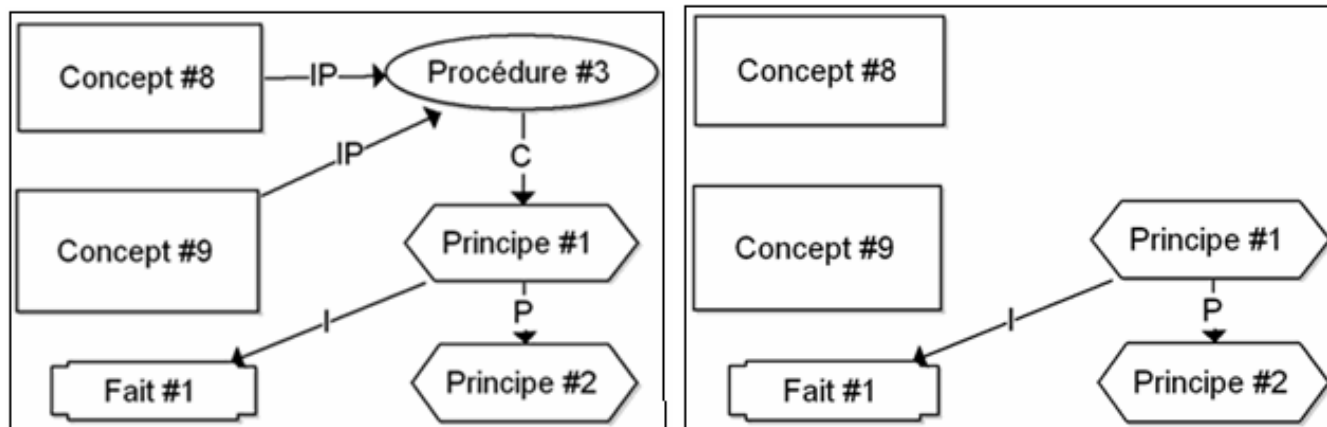 Concept #8
IP
Procédure #3
IP
C
Concept #9
Principe #1
I
P
Fait #1
Principe #2
Concept #8
Concept #9
Principe #1
I
P
Fait #1
Principe #2